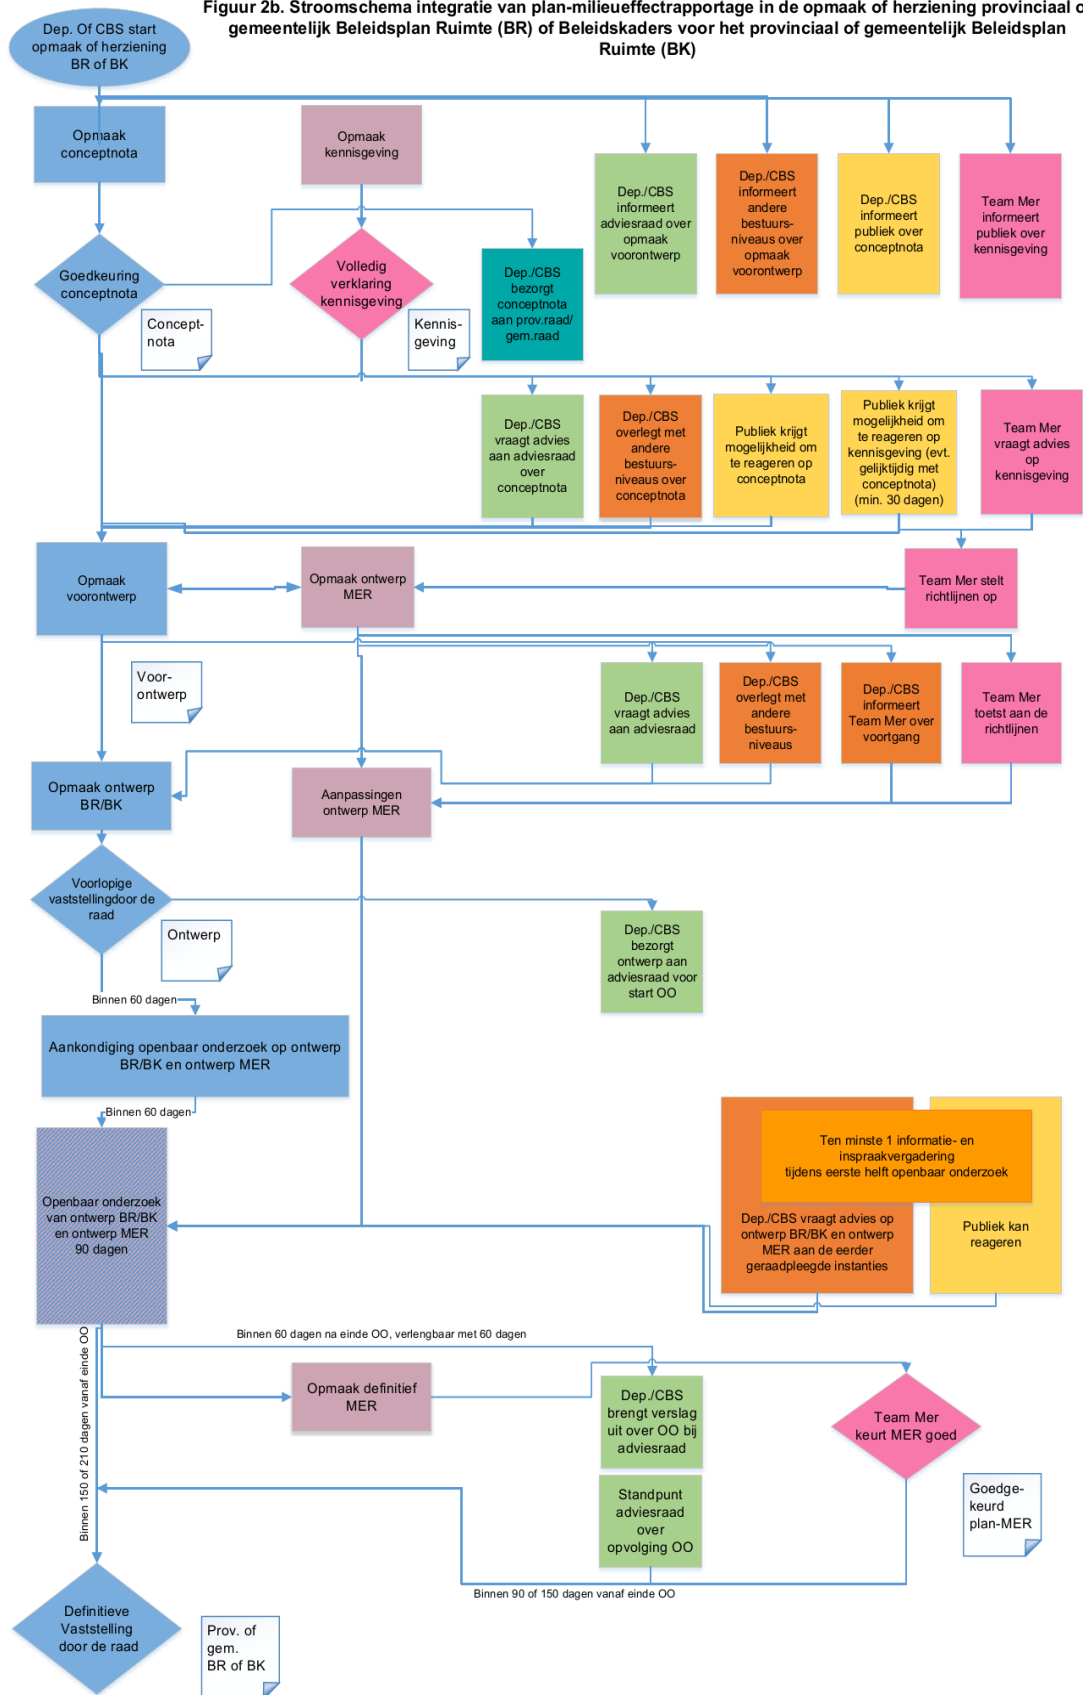 Figuur 2b. Stroomschema integratie van plan-milieueffectrapportage in de opmaak of herziening provinciaal o
gemeentelijk Beleidsplan Ruimte (BR) of Beleidskaders voor het provinciaal of gemeentelijk Beleidsplan
Ruimte (BK)
Dep. Of CBS start
opmaak of herziening
BR of BK
Opmaak
conceptnota
Opmaak
kennisgeving
Dep./CBS
informeert
adviesraad over
opmaak
voorontwerp
Dep./CBS
informeert
andere
bestuurs-
niveaus over
opmaak
voorontwerp
Dep./CBS
informeert
publiek over
conceptnota
Team Mer
informeert
publiek over
kennisgeving
Goedkeuring
conceptnota
Volledig
verklaring
kennisgeving
Dep./CBS
bezorgt
conceptnota
aan prov.raad/
gem.raad
Concept-
nota
Kennis-
geving
Dep./CBS
vraagt advies
aan adviesraad
over
conceptnota
Dep./CBS
overlegt met
andere
bestuurs-
niveaus over
conceptnota
Publiek krijgt
mogelijkheid om
te reageren op
conceptnota
Publiek krijgt
mogelijkheid om
te reageren op
kennisgeving (evt.
gelijktijdig met
conceptnota)
(min. 30 dagen)
Team Mer
vraagt advies
op
kennisgeving
Opmaak
voorontwerp
Opmaak ontwerp
MER
Team Mer stelt
richtlijnen op
Voor-
ontwerp
Dep./CBS
vraagt advies
aan adviesraad
Dep./CBS
overlegt met
andere
bestuurs-
niveaus
Dep./CBS
informeert
Team Mer over
voortgang
Team Mer
toetst aan de
richtlijnen
Opmaak ontwerp
BR/BK
Aanpassingen
ontwerp MER
Voorlopige
vaststellingdoor de
raad
Ontwerp
Dep./CBS
bezorgt
ontwerp aan
adviesraad voor
start OO
Binnen 60 dagen
Aankondiging openbaar onderzoek op ontwerp
BR/BK en ontwerp MER
Binnen 60 dagen
Openbaar onderzoek
van ontwerp BR/BK
en ontwerp MER
90 dagen
Ten minste 1 informatie- en
inspraakvergadering
tijdens eerste helft openbaar onderzoek
Dep./CBS vraagt advies op
ontwerp BR/BK en ontwerp
MER aan de eerder
geraadpleegde instanties
Publiek kan
reageren
Binnen 60 dagen na einde OO, verlengbaar met 60 dagen
Binnen 150 of 210 dagen vanaf einde OO
Opmaak definitief
MER
Dep./CBS
brengt verslag
uit over OO bij
adviesraad
Team Mer
keurt MER goed
Standpunt
adviesraad
over
opvolging OO
Goedge-
keurd
plan-MER
Binnen 90 of 150 dagen vanaf einde OO
Definitieve
Vaststelling
door de raad
Prov. of
gem.
BR of BK